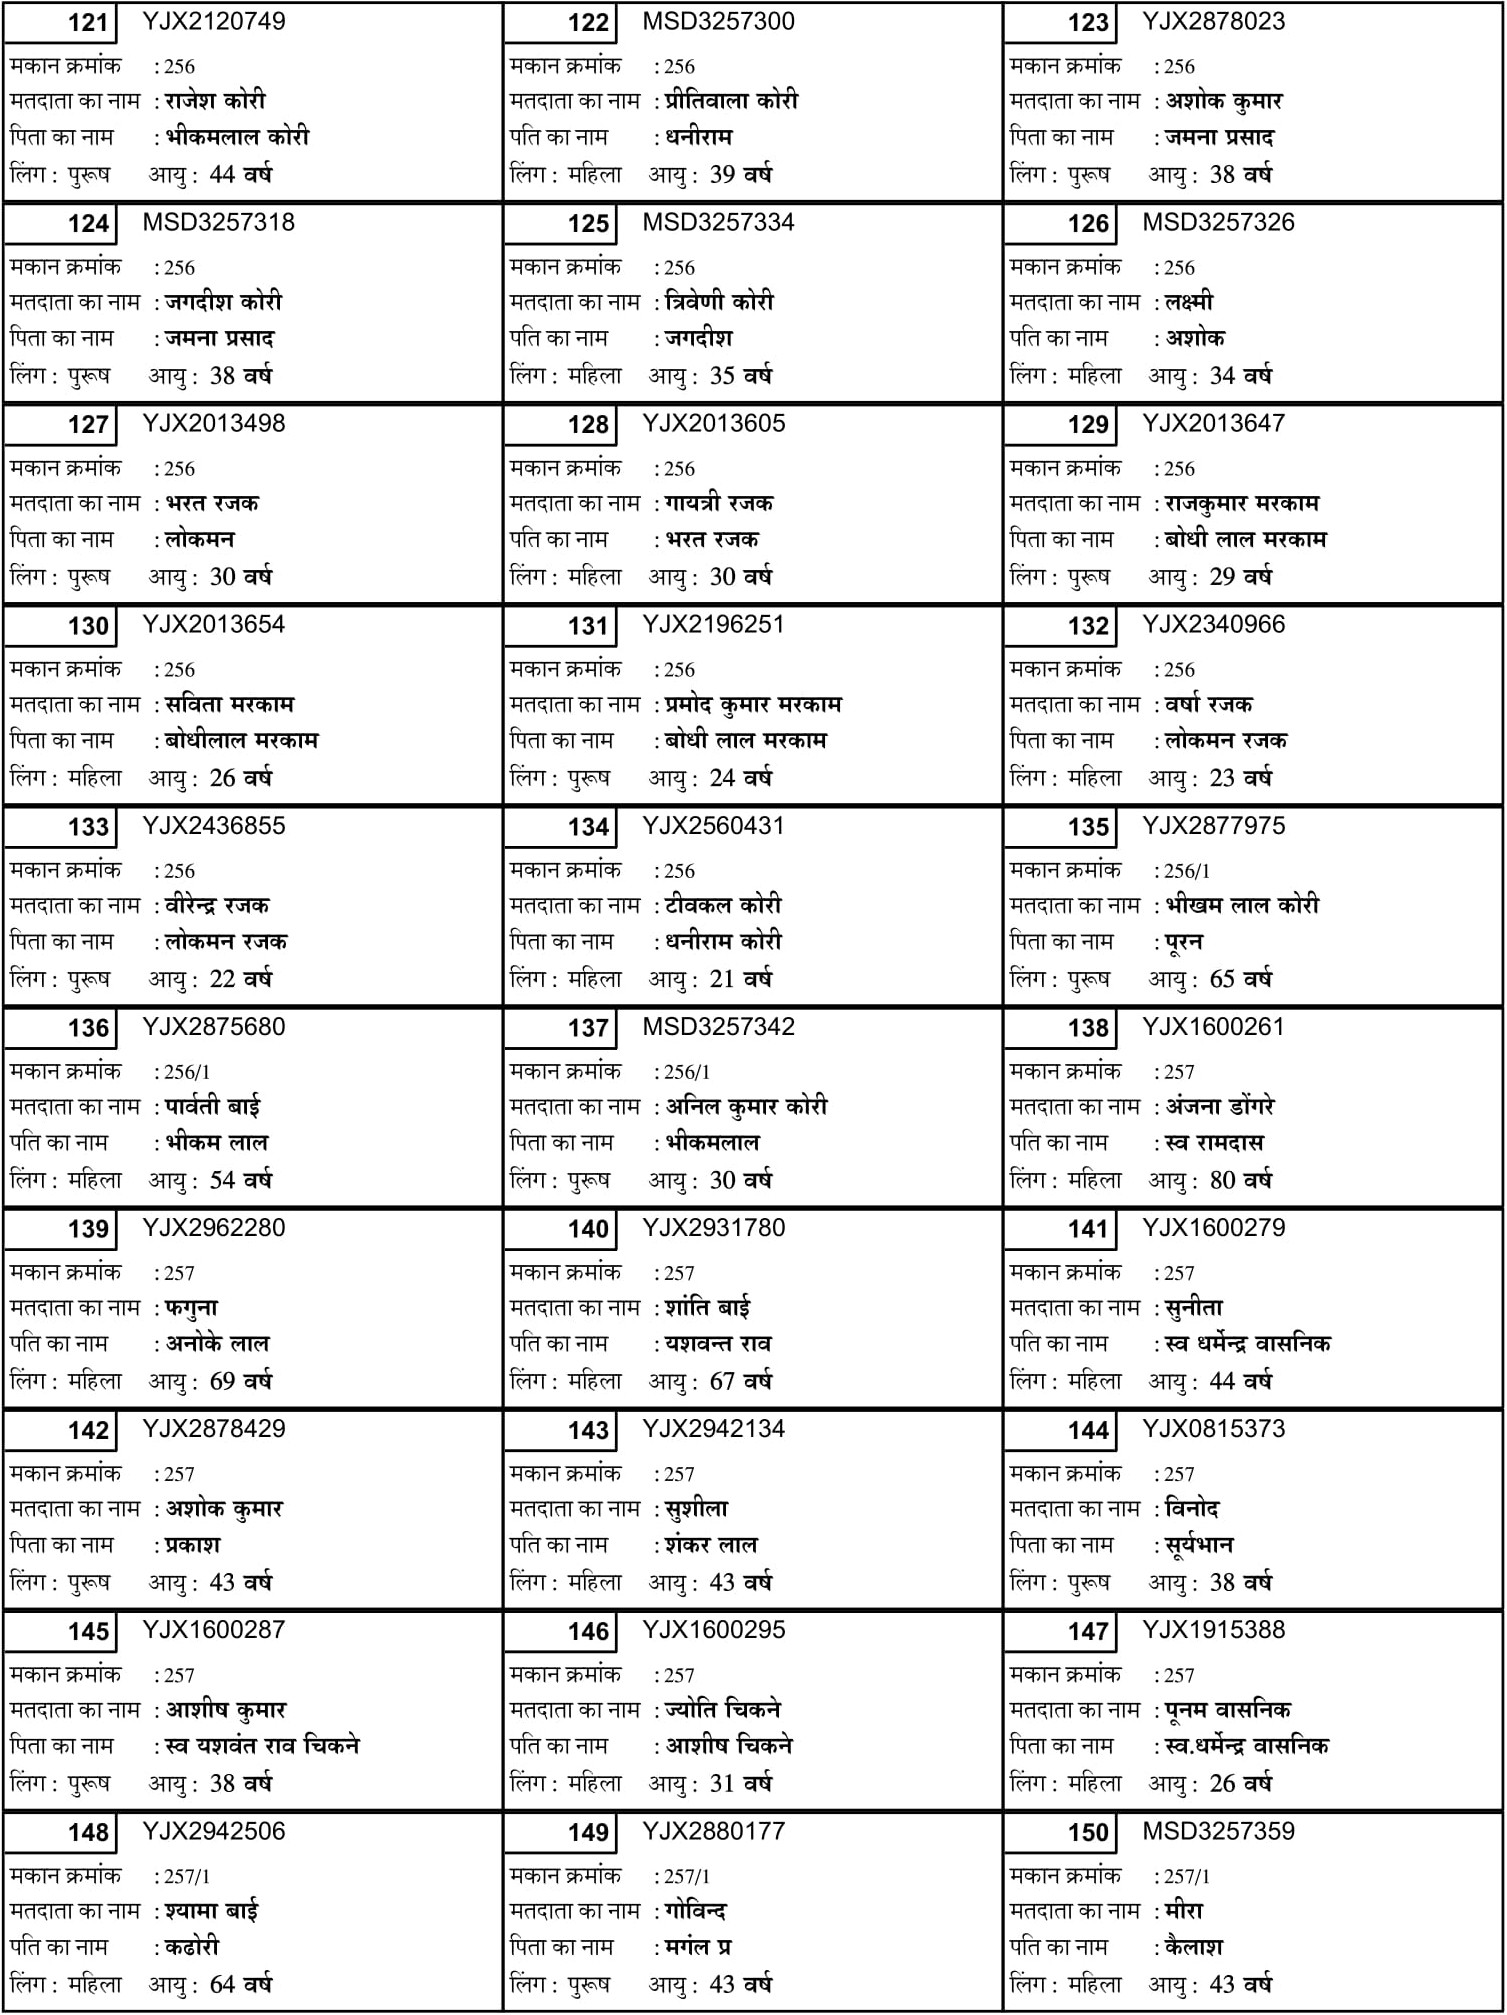 121 YJX2120749
मकान क्रमांक : 256
मतदाता का नाम : राजेश कोरी
पिता का नाम : भीकमलाल कोरी
लिंग : पुरूष आयु : 44 वर्ष
122 MSD3257300
मकान क्रमांक : 256
मतदाता का नाम : प्रीतिवाला कोरी
पति का नाम : धनीराम
लिंग : महिला आयु : 39 वर्ष
123 YJX2878023
मकान क्रमांक : 256
मतदाता का नाम : अशोक कुमार
पिता का नाम : जमना प्रसाद
लिंग : पुरूष आयु : 38 वर्ष
124 MSD3257318
मकान क्रमांक : 256
मतदाता का नाम : जगदीश कोरी
पिता का नाम : जमना प्रसाद
लिंग : पुरूष आयु : 38 वर्ष
125 MSD3257334
मकान क्रमांक : 256
मतदाता का नाम : त्रिवेणी कोरी
पति का नाम : जगदीश
लिंग : महिला आयु : 35 वर्ष
126 MSD3257326
मकान क्रमांक : 256
मतदाता का नाम : लक्ष्मी
पति का नाम : अशोक
लिंग : महिला आयु : 34 वर्ष
127 YJX2013498
मकान क्रमांक : 256
मतदाता का नाम : भरत रजक
पिता का नाम : लोकमन
लिंग : पुरूष आयु : 30 वर्ष
128 YJX2013605
मकान क्रमांक : 256
मतदाता का नाम : गायत्री रजक
पति का नाम : भरत रजक
लिंग : महिला आयु : 30 वर्ष
129 YJX2013647
मकान क्रमांक : 256
मतदाता का नाम : राजकुमार मरकाम
पिता का नाम : बोधी लाल मरकाम
लिंग : पुरूष आयु : 29 वर्ष
130 YJX2013654
मकान क्रमांक : 256
मतदाता का नाम : सविता मरकाम
पिता का नाम : बोधीलाल मरकाम
लिंग : महिला आयु : 26 वर्ष
131 YJX2196251
मकान क्रमांक : 256
मतदाता का नाम : प्रमोद कुमार मरकाम
पिता का नाम : बोधी लाल मरकाम
लिंग : पुरूष आयु : 24 वर्ष
132 YJX2340966
मकान क्रमांक : 256
मतदाता का नाम : वर्षा रजक
पिता का नाम : लोकमन रजक
लिंग : महिला आयु : 23 वर्ष
133 YJX2436855
मकान क्रमांक : 256
मतदाता का नाम : वीरेन्द्र रजक
पिता का नाम : लोकमन रजक
लिंग : पुरूष आयु : 22 वर्ष
134 YJX2560431
मकान क्रमांक : 256
मतदाता का नाम : टीवकल कोरी
पिता का नाम : धनीराम कोरी
लिंग : महिला आयु : 21 वर्ष
135 YJX2877975
मकान क्रमांक : 256/1
मतदाता का नाम : भीखम लाल कोरी
पिता का नाम : पूरन
लिंग : पुरूष आयु : 65 वर्ष
136 YJX2875680
मकान क्रमांक : 256/1
मतदाता का नाम : पार्वती बाई
पति का नाम : भीकम लाल
लिंग : महिला आयु : 54 वर्ष
137 MSD3257342
मकान क्रमांक : 256/1
मतदाता का नाम : अनिल कुमार कोरी
पिता का नाम : भीकमलाल
लिंग : पुरूष आयु : 30 वर्ष
138 YJX1600261
मकान क्रमांक : 257
मतदाता का नाम : अंजना डोंगरे
पति का नाम : स्व रामदास
लिंग : महिला आयु : 80 वर्ष
139 YJX2962280
मकान क्रमांक : 257
मतदाता का नाम : फगुना
पति का नाम : अनोके लाल
लिंग : महिला आयु : 69 वर्ष
140 YJX2931780
मकान क्रमांक : 257
मतदाता का नाम : शांति बाई
पति का नाम : यशवन्त राव
लिंग : महिला आयु : 67 वर्ष
141 YJX1600279
मकान क्रमांक : 257
मतदाता का नाम : सुनीता
पति का नाम : स्व धर्मेन्द्र वासनिक
लिंग : महिला आयु : 44 वर्ष
142 YJX2878429
मकान क्रमांक : 257
मतदाता का नाम : अशोक कुमार
पिता का नाम : प्रकाश
लिंग : पुरूष आयु : 43 वर्ष
143 YJX2942134
मकान क्रमांक : 257
मतदाता का नाम : सुशीला
पति का नाम : शंकर लाल
लिंग : महिला आयु : 43 वर्ष
144 YJX0815373
मकान क्रमांक : 257
मतदाता का नाम : विनोद
पिता का नाम : सूर्यभान
लिंग : पुरूष आयु : 38 वर्ष
145 YJX1600287
मकान क्रमांक : 257
मतदाता का नाम : आशीष कुमार
पिता का नाम : स्व यशवंत राव चिकने
लिंग : पुरूष आयु : 38 वर्ष
146 YJX1600295
मकान क्रमांक : 257
मतदाता का नाम : ज्योति चिकने
पति का नाम : आशीष चिकने
लिंग : महिला आयु : 31 वर्ष
147 YJX1915388
मकान क्रमांक : 257
मतदाता का नाम : पूनम वासनिक
पिता का नाम : स्व.धर्मेन्द्र वासनिक
लिंग : महिला आयु : 26 वर्ष
148 YJX2942506
मकान क्रमांक : 257/1
मतदाता का नाम : श्यामा बाई
पति का नाम : कढोरी
लिंग : महिला आयु : 64 वर्ष
149 YJX2880177
मकान क्रमांक : 257/1
मतदाता का नाम : गोविन्द
पिता का नाम : मगंल प्र
लिंग : पुरूष आयु : 43 वर्ष
150 MSD3257359
मकान क्रमांक : 257/1
मतदाता का नाम : मीरा
पति का नाम : कैलाश
लिंग : महिला आयु : 43 वर्ष